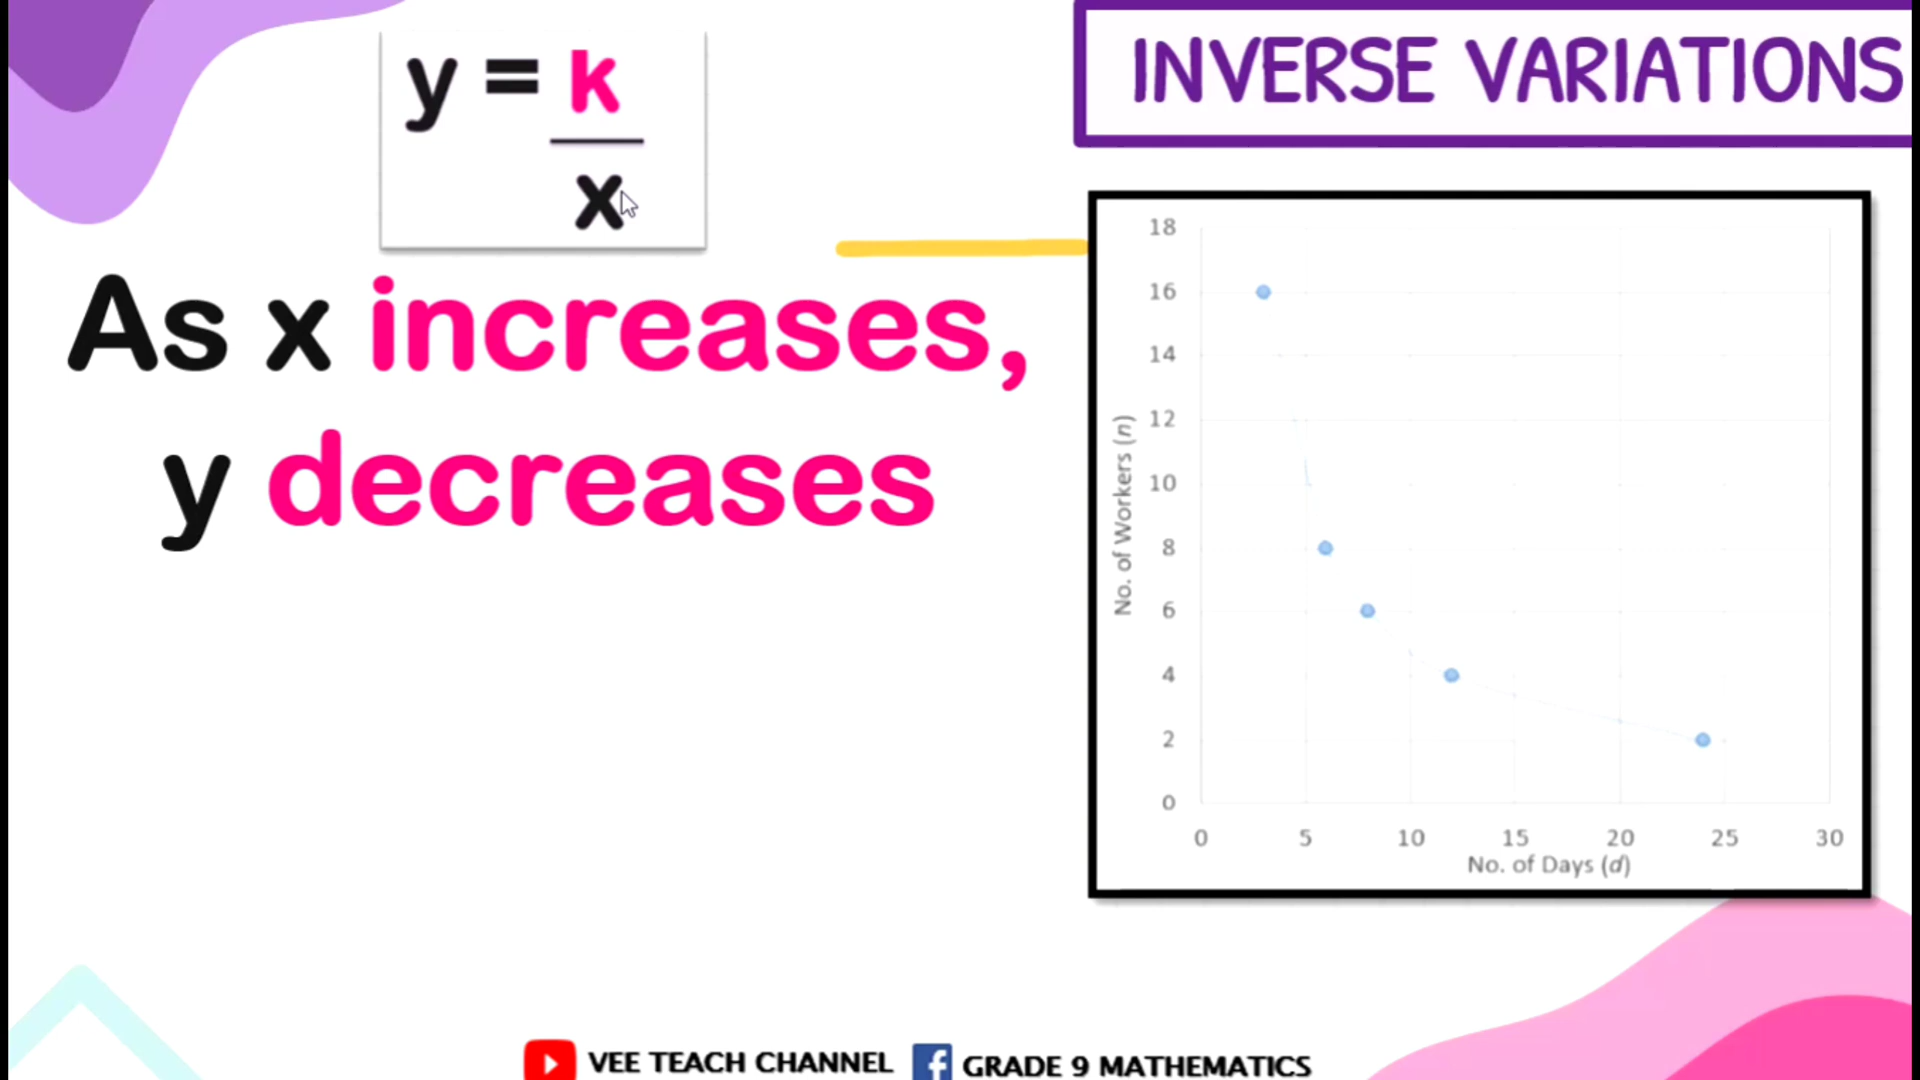 y = k
x
INVERSE VARIATIONS
As x increases,
y decreases
18
16
14
12
10
8
6
4
2
0
No. of Workers (n)
0 5 10 15 20 25 30
No. of Days (d)
VEE TEACH CHANNEL f GRADE 9 MATHEMATICS